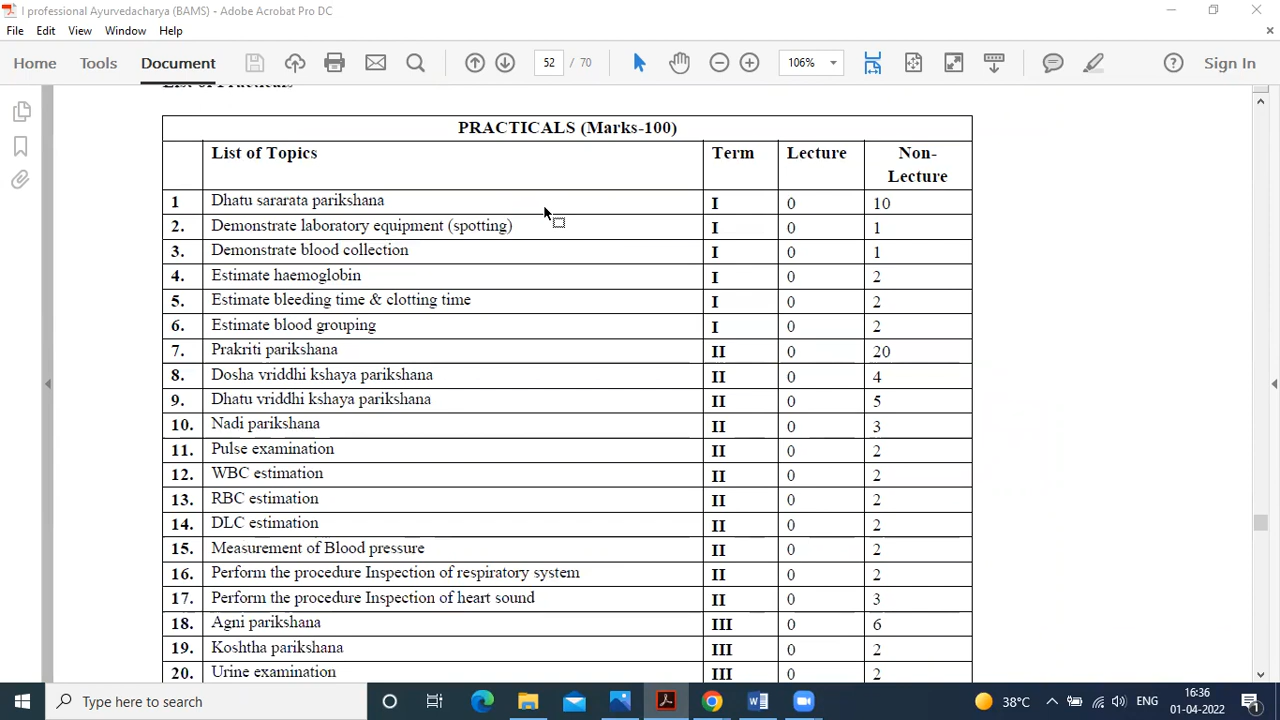 I professional Ayurvedacharya (BAMS) - Adobe Acrobat Pro DC
File Edit View Window Help
Home Tools Document 52 / 70 106% Sign In
List of Practicals
PRACTICALS (Marks-100)
List of Topics Term Lecture Non-
Lecture
1 Dhatu sararata parikshana I 0 10
2. Demonstrate laboratory equipment (spotting) I 0 1
3. Demonstrate blood collection I 0 1
4. Estimate haemoglobin I 0 2
5. Estimate bleeding time & clotting time I 0 2
6. Estimate blood grouping I 0 2
7. Prakriti parikshana II 0 20
8. Dosha vriddhi kshaya parikshana II 0 4
9. Dhatu vriddhi kshaya parikshana II 0 5
10. Nadi parikshana II 0 3
11. Pulse examination II 0 2
12. WBC estimation II 0 2
13. RBC estimation II 0 2
14. DLC estimation II 0 2
15. Measurement of Blood pressure II 0 2
16. Perform the procedure Inspection of respiratory system II 0 2
17. Perform the procedure Inspection of heart sound II 0 3
18. Agni parikshana III 0 6
19. Koshtha parikshana III 0 2
20. Urine examination III 0 2
Type here to search 38°C ENG 16:36
01-04-2022 1